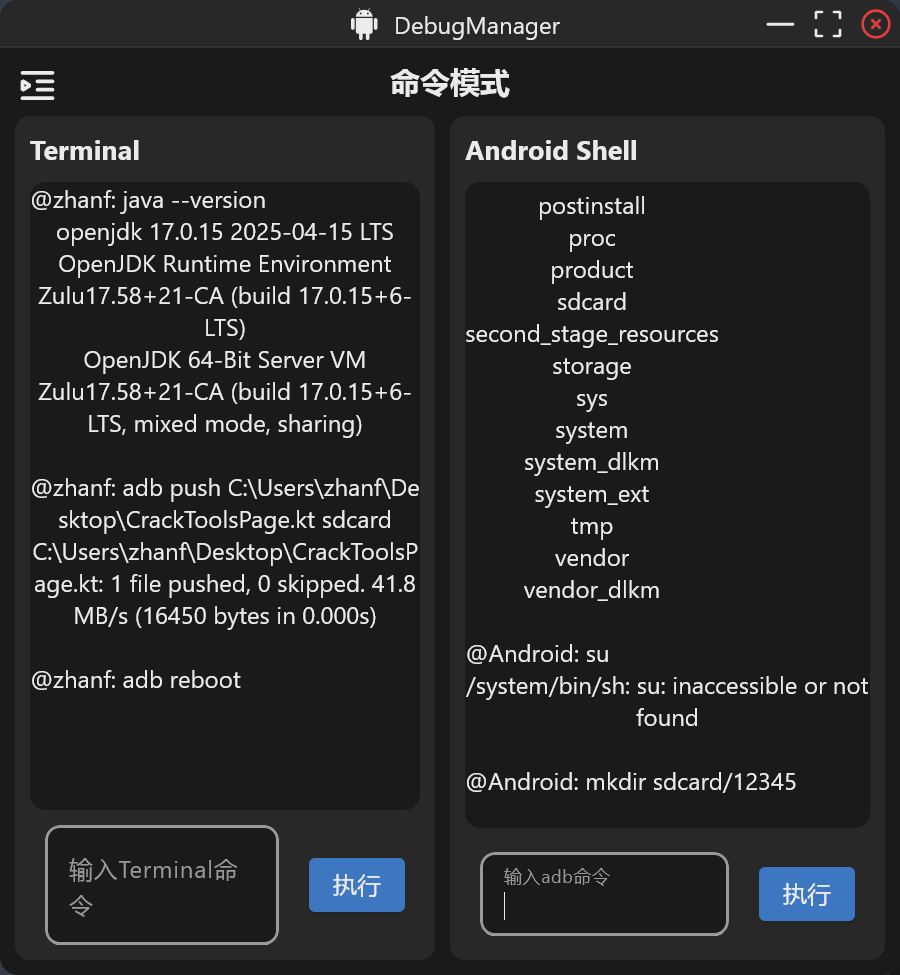 DebugManager
命令模式
Terminal
@zhanf: java --version
openjdk 17.0.15 2025-04-15 LTS
OpenJDK Runtime Environment
Zulu17.58+21-CA (build 17.0.15+6-
LTS)
OpenJDK 64-Bit Server VM
Zulu17.58+21-CA (build 17.0.15+6-
LTS, mixed mode, sharing)
@zhanf: adb push C:\Users\zhanf\De
sktop\CrackToolsPage.kt sdcard
C:\Users\zhanf\Desktop\CrackToolsP
age.kt: 1 file pushed, 0 skipped. 41.8
MB/s (16450 bytes in 0.000s)
@zhanf: adb reboot
输入Terminal命
令
执行
Android Shell
postinstall
proc
product
sdcard
second_stage_resources
storage
sys
system
system_dlkm
system_ext
tmp
vendor
vendor_dlkm
@Android: su
/system/bin/sh: su: inaccessible or not
found
@Android: mkdir sdcard/12345
输入adb命令
执行